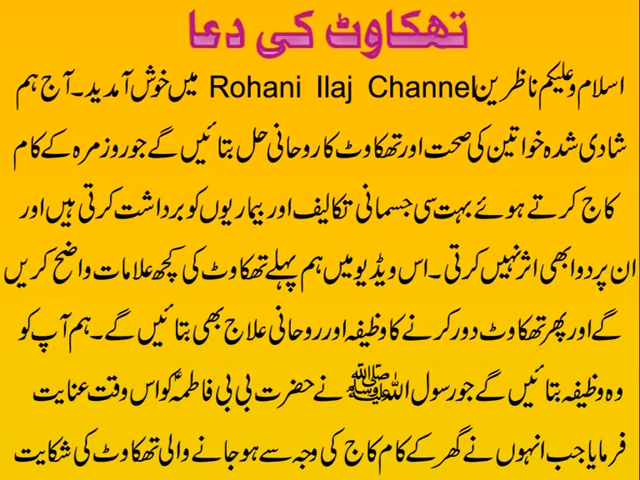 تھکاوٹ کی دعا
اسلام و علیکم ناظرین Rohani Ilaj Channel میں خوش آمدید۔ آج ہم
شادی شدہ خواتین کی صحت اور تھکاوٹ کا روحانی حل بتائیں گے جو روزمرہ کے کام
کاج کرتے ہوئے بہت سی جسمانی تکالیف اور بیماریوں کو برداشت کرتی ہیں اور
ان پر دوا بھی اثر نہیں کرتی۔ اس ویڈیو میں ہم پہلے تھکاوٹ کی کچھ علامات واضح کریں
گے اور پھر تھکاوٹ دور کرنے کا وظیفہ اور روحانی علاج بھی بتائیں گے۔ ہم آپ کو
وہ وظیفہ بتائیں گے جو رسول اللہ ﷺ نے حضرت بی بی فاطمہؓ کو اس وقت عنایت
فرمایا جب انہوں نے گھر کے کام کاج کی وجہ سے ہو جانے والی تھکاوٹ کی شکایت